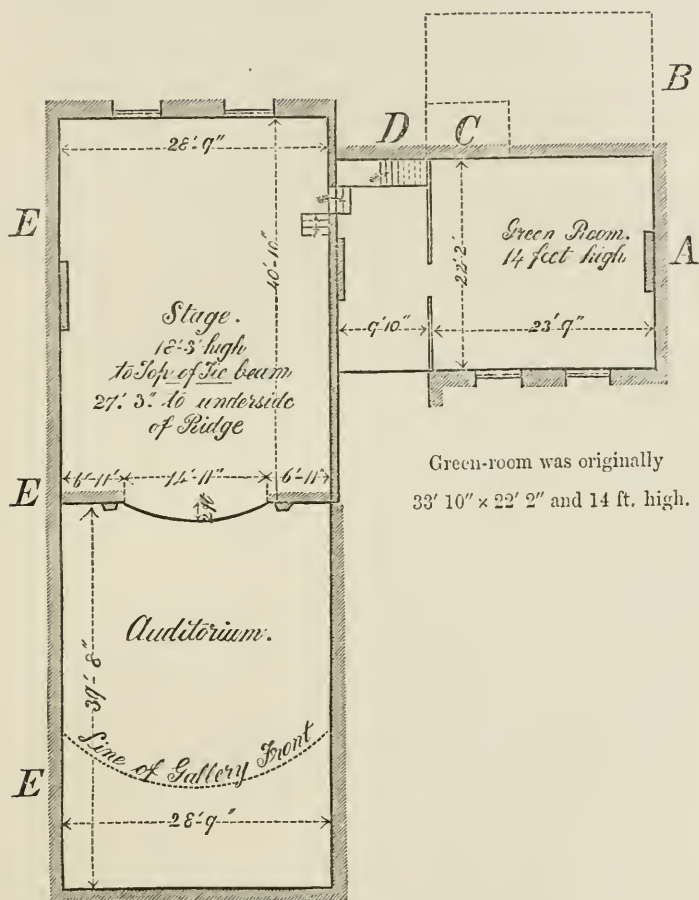 B
D
C
28'·9"
E
40'·10"
22'·2'
Green Room.
14 feet high
A
Stage.
18'·3' high
to Top of Tie beam
27'. 3". to underside
of Ridge
9'10"
23'·9"
6'·11"
14'·11"
6'·11"
Green-room was originally
33' 10" × 22' 2" and 14 ft. high.
E
2 ft
Auditorium.
39'·8"
Line of Gallery Front
E
28'·9"